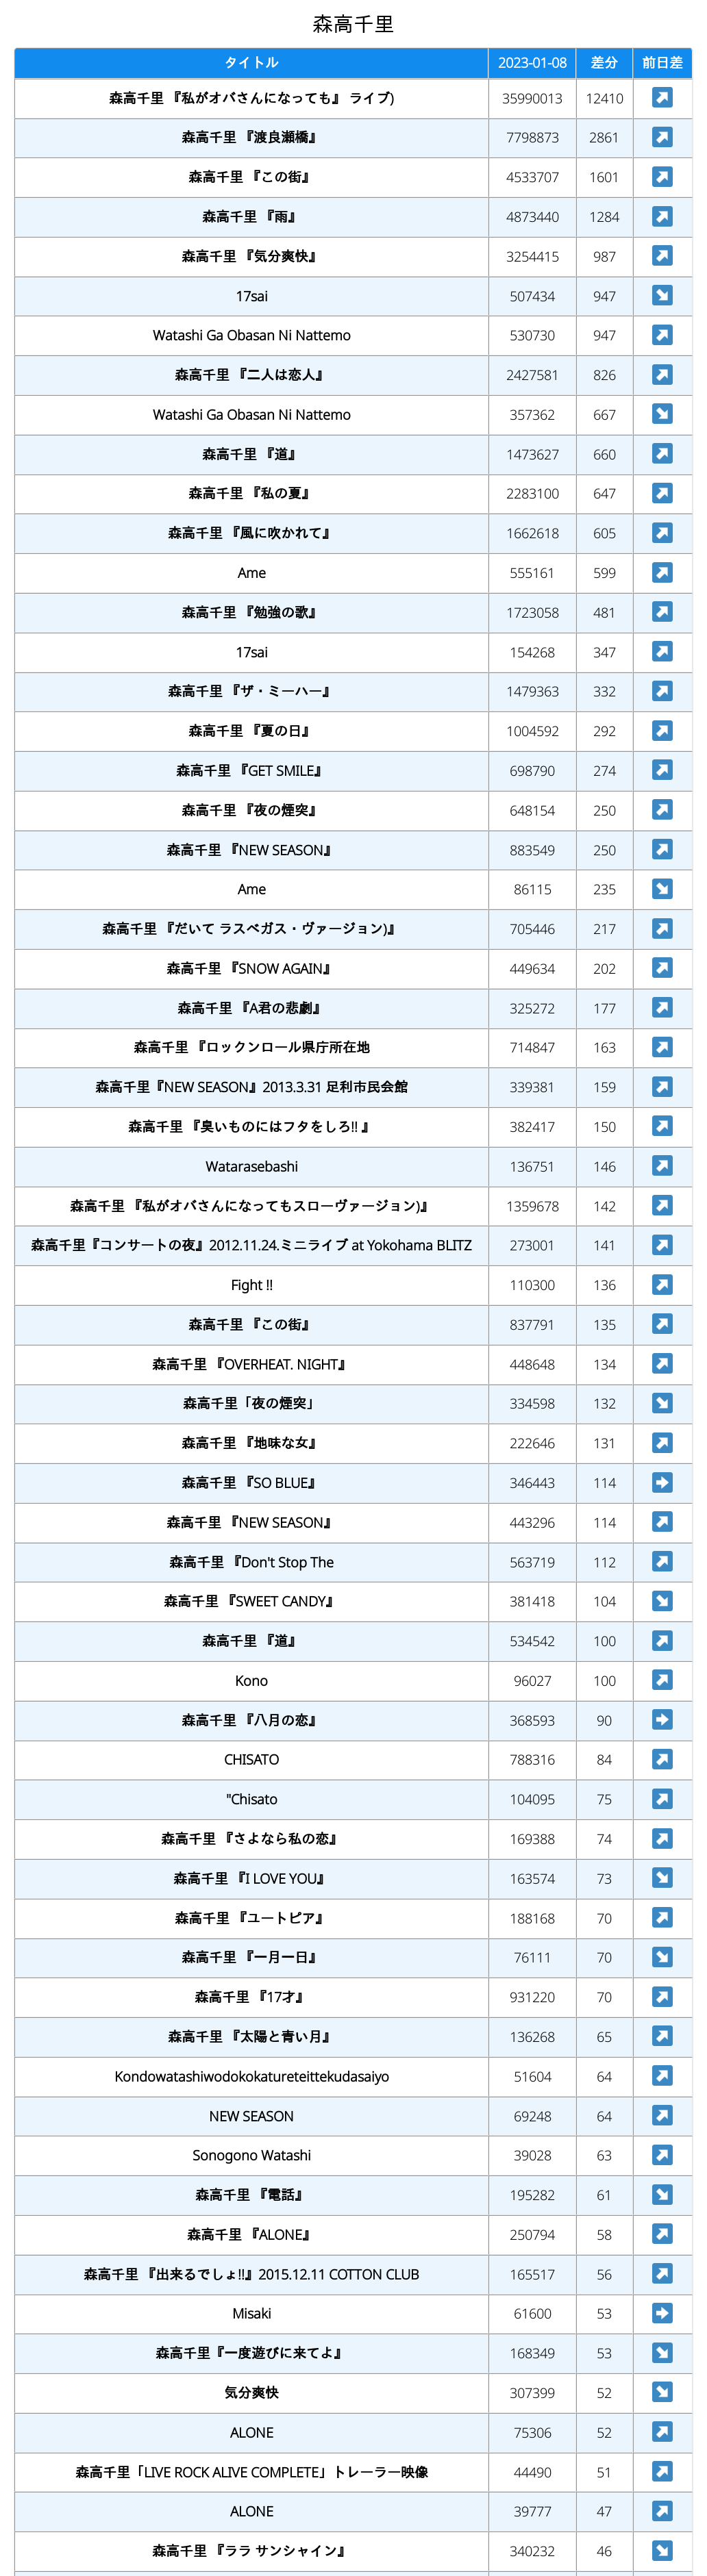 森高千里
タイトル 2023-01-08 差分 前日差
森高千里 『私がオバさんになっても』 ライブ) 35990013 12410
森高千里 『渡良瀬橋』 7798873 2861
森高千里 『この街』 4533707 1601
森高千里 『雨』 4873440 1284
森高千里 『気分爽快』 3254415 987
17sai 507434 947
Watashi Ga Obasan Ni Nattemo 530730 947
森高千里 『二人は恋人』 2427581 826
Watashi Ga Obasan Ni Nattemo 357362 667
森高千里 『道』 1473627 660
森高千里 『私の夏』 2283100 647
森高千里 『風に吹かれて』 1662618 605
Ame 555161 599
森高千里 『勉強の歌』 1723058 481
17sai 154268 347
森高千里 『ザ・ミーハー』 1479363 332
森高千里 『夏の日』 1004592 292
森高千里 『GET SMILE』 698790 274
森高千里 『夜の煙突』 648154 250
森高千里 『NEW SEASON』 883549 250
Ame 86115 235
森高千里 『だいて ラスベガス・ヴァージョン)』 705446 217
森高千里 『SNOW AGAIN』 449634 202
森高千里 『A君の悲劇』 325272 177
森高千里 『ロックンロール県庁所在地 714847 163
森高千里『NEW SEASON』2013.3.31 足利市民会館 339381 159
森高千里 『臭いものにはフタをしろ!! 』 382417 150
Watarasebashi 136751 146
森高千里 『私がオバさんになってもスローヴァージョン)』 1359678 142
森高千里『コンサートの夜』2012.11.24.ミニライブ at Yokohama BLITZ 273001 141
Fight !! 110300 136
森高千里 『この街』 837791 135
森高千里 『OVERHEAT. NIGHT』 448648 134
森高千里「夜の煙突」 334598 132
森高千里 『地味な女』 222646 131
森高千里 『SO BLUE』 346443 114
森高千里 『NEW SEASON』 443296 114
森高千里 『Don't Stop The 563719 112
森高千里 『SWEET CANDY』 381418 104
森高千里 『道』 534542 100
Kono 96027 100
森高千里 『八月の恋』 368593 90
CHISATO 788316 84
"Chisato 104095 75
森高千里 『さよなら私の恋』 169388 74
森高千里 『I LOVE YOU』 163574 73
森高千里 『ユートピア』 188168 70
森高千里 『一月一日』 76111 70
森高千里 『17才』 931220 70
森高千里 『太陽と青い月』 136268 65
Kondowatashiwodokokatureteittekudasaiyo 51604 64
NEW SEASON 69248 64
Sonogono Watashi 39028 63
森高千里 『電話』 195282 61
森高千里 『ALONE』 250794 58
森高千里 『出来るでしょ!!』2015.12.11 COTTON CLUB 165517 56
Misaki 61600 53
森高千里『一度遊びに来てよ』 168349 53
気分爽快 307399 52
ALONE 75306 52
森高千里「LIVE ROCK ALIVE COMPLETE」トレーラー映像 44490 51
ALONE 39777 47
森高千里 『ララ サンシャイン』 340232 46